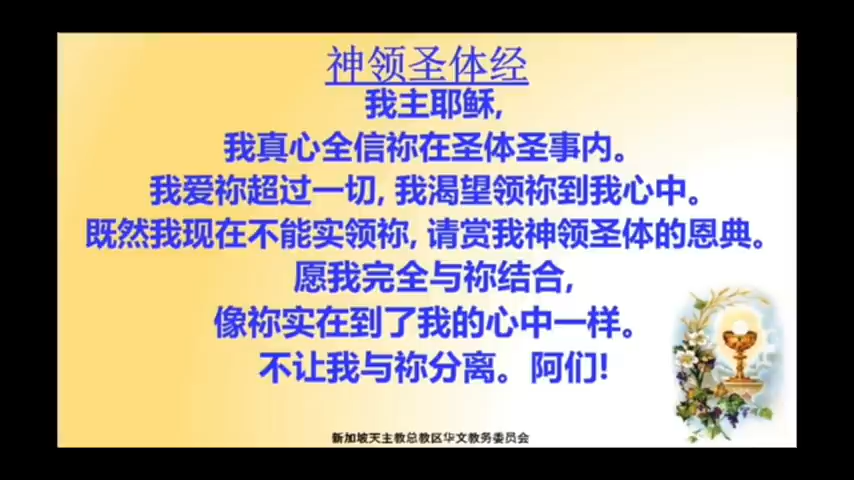 神领圣体经
我主耶稣,
我真心全信祢在圣体圣事内。
我爱祢超过一切, 我渴望领祢到我心中。
既然我现在不能实领祢, 请赏我神领圣体的恩典。
愿我完全与祢结合,
像祢实在到了我的心中一样。
不让我与祢分离。阿们!
新加坡天主教总教区华文教务委员会